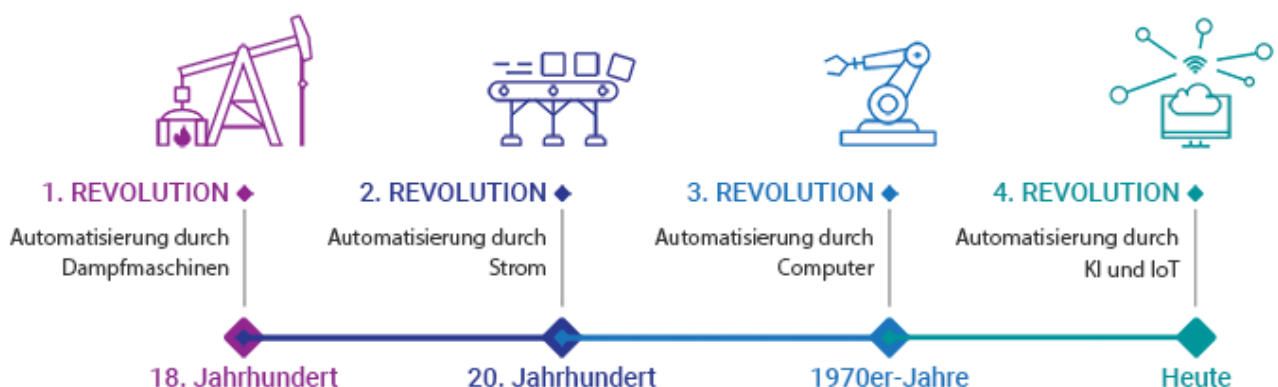 1. REVOLUTION
Automatisierung durch
Dampfmaschinen
18. Jahrhundert
2. REVOLUTION
Automatisierung durch
Strom
20. Jahrhundert
3. REVOLUTION
Automatisierung durch
Computer
1970er-Jahre
4. REVOLUTION
Automatisierung durch
KI und IoT
Heute